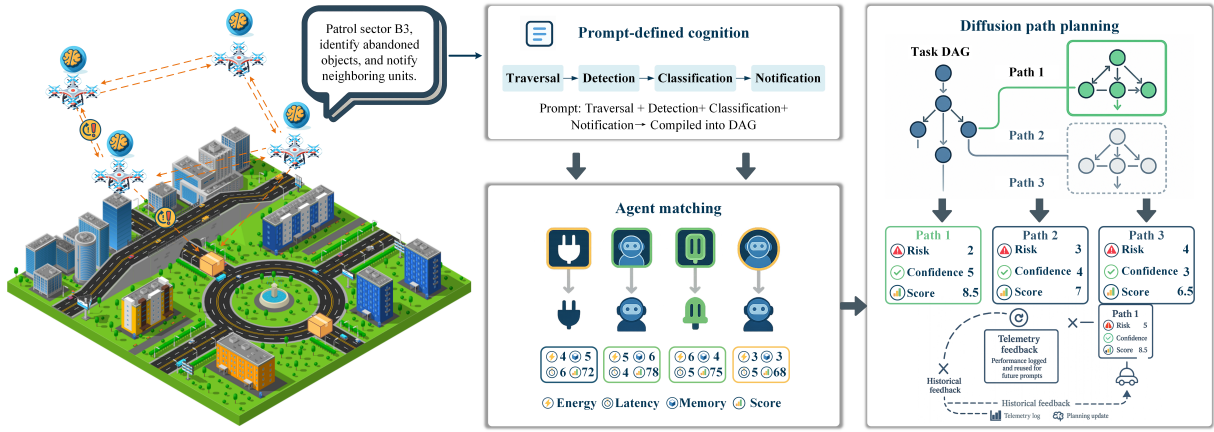 Patrol sector B3,
identify abandoned
objects, and notify
neighboring units.
Prompt-defined cognition
Traversal
Detection
Classification
Notification
Prompt: Traversal + Detection+ Classification+
Notification→ Compiled into DAG
Agent matching
4 5
6 72
5 6
4 78
6 4
5 75
3 3
5 68
Energy Latency Memory Score
Diffusion path planning
Task DAG
Path 1
Path 2
Path 3
Path 1
Risk 2
Confidence 5
Score 8.5
Path 2
Risk 3
Confidence 4
Score 7
Path 3
Risk 4
Confidence 3
Score 6.5
Telemetry
feedback
Performance logged
and reused for
future prompts
Path 1
Risk 5
Confidence
Score 8.5
Historical
feedback
Historical feedback
Telemetry log
Planning update